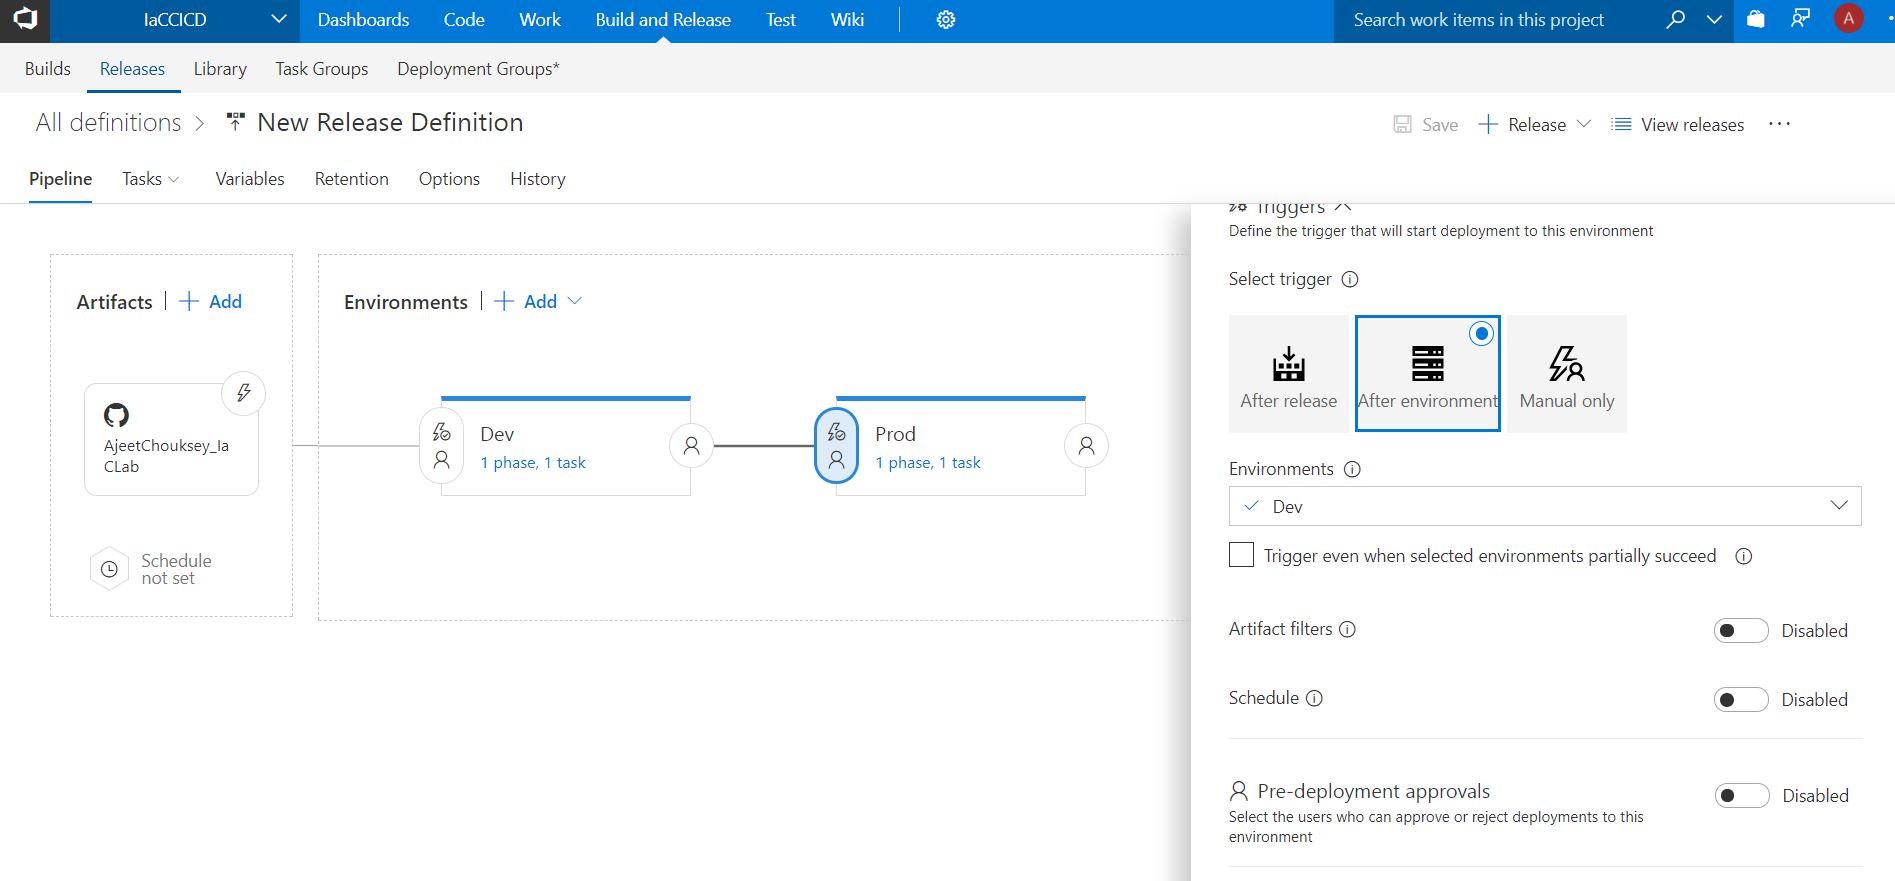 IaCCICD
Dashboards
Code
Work
Build and Release
Test
Wiki
Search work items in this project
A
Builds
Releases
Library
Task Groups
Deployment Groups*
All definitions
New Release Definition
Save
Release
View releases
...
Pipeline
Tasks
Variables
Retention
Options
History
Artifacts
Add
Environments
Add
AjeetChouksey_Ia
CLab
Schedule
not set
Dev
1 phase, 1 task
Prod
1 phase, 1 task
Triggers
Define the trigger that will start deployment to this environment
Select trigger
After release
After environment
Manual only
Environments
Dev
Trigger even when selected environments partially succeed
Artifact filters
Disabled
Schedule
Disabled
Pre-deployment approvals
Disabled
Select the users who can approve or reject deployments to this
environment